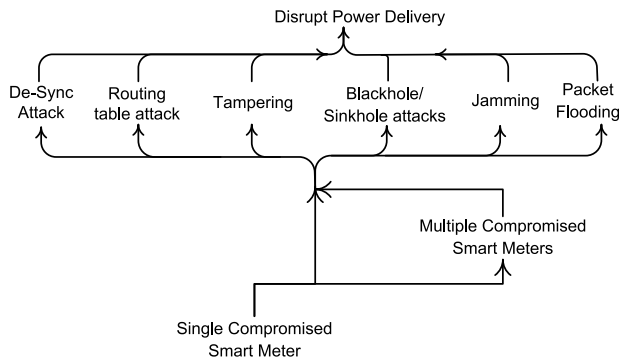 Disrupt Power Delivery
De-Sync
Attack
Routing
table attack
Tampering
Blackhole/
Sinkhole attacks
Jamming
Packet
Flooding
Multiple Compromised
Smart Meters
Single Compromised
Smart Meter